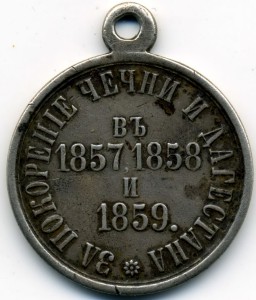 ЗА ПОКОРЕНІЕ ЧЕЧНИ И ДАГЕСТАНА
ВЪ
1857,1858
И
1859.